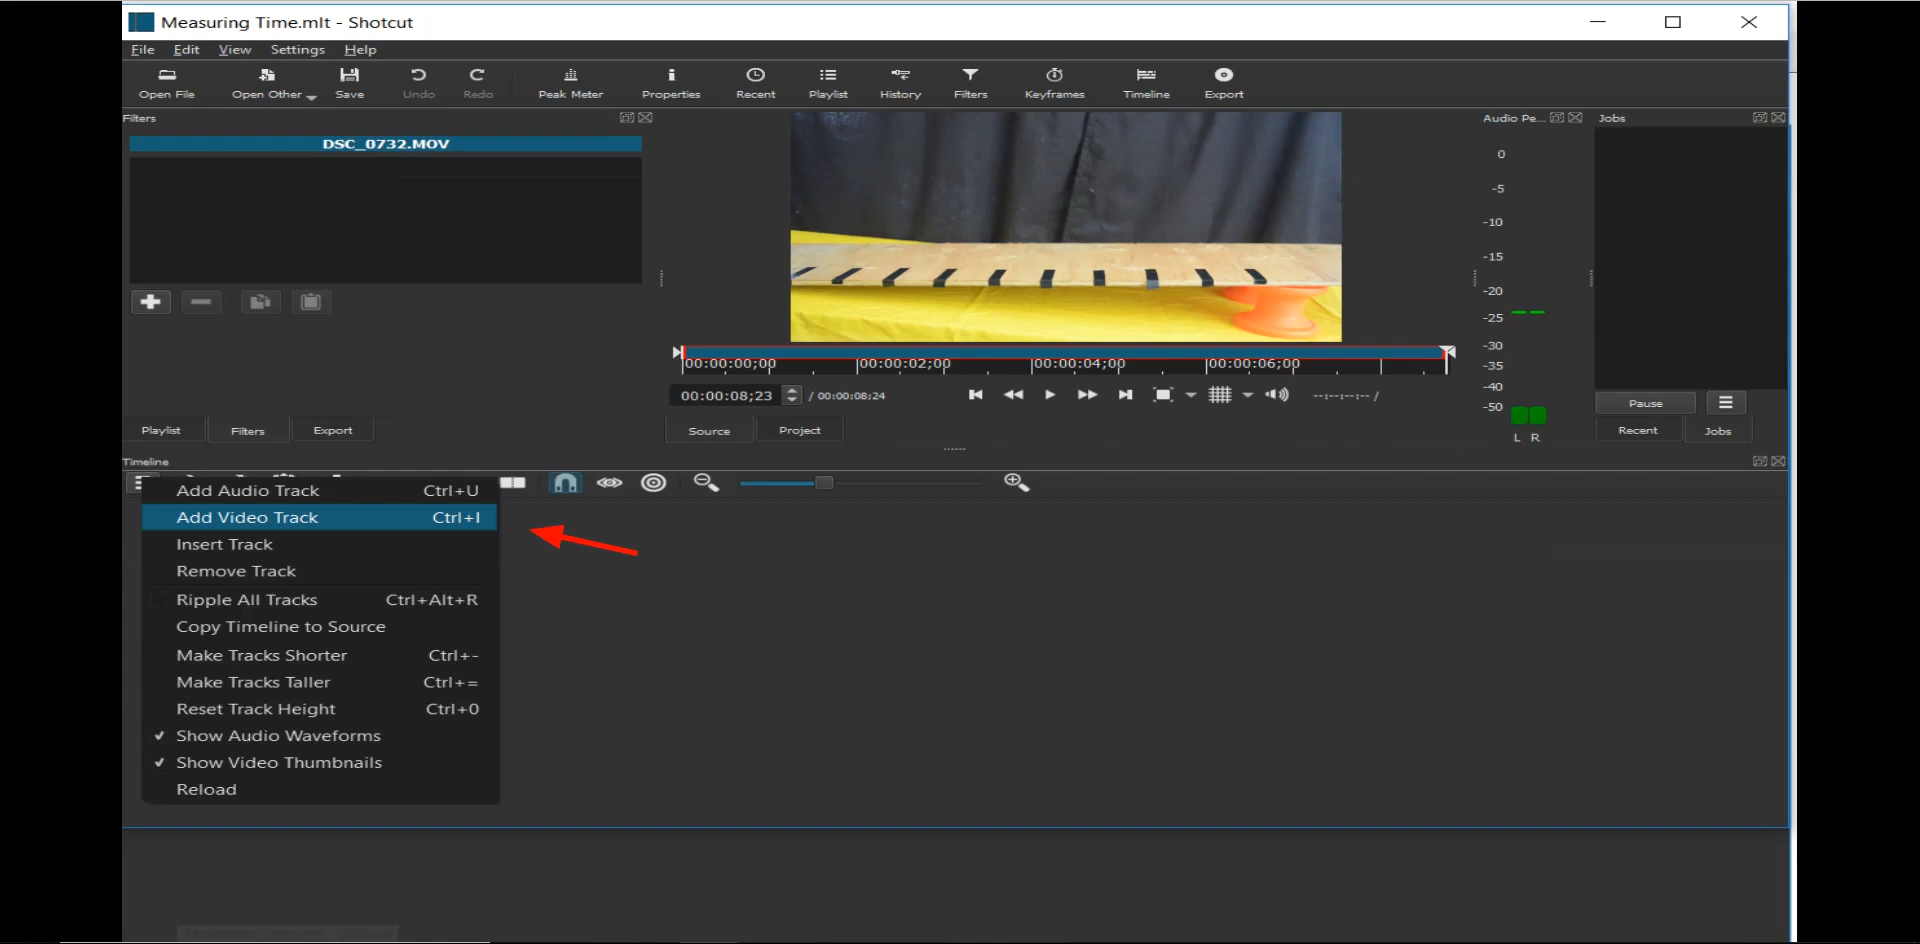 Measuring Time.mlt - Shotcut
File Edit View Settings Help
Open File Open Other Save Undo Redo Peak Meter Properties Recent Playlist History Filters Keyframes Timeline Export
Filters
DSC_0732.MOV
Audio Pe...
Jobs
0
-5
-10
-15
-20
-25
-30
-35
-40
-50
L R
00:00:00;00 00:00:02;00 00:00:04;00 00:00:06;00
00:00:08;23 / 00:00:08;24
--:--:--:-- /
Pause
Playlist Filters Export
Source Project
Recent Jobs
Timeline
Add Audio Track Ctrl+U
Add Video Track Ctrl+I
Insert Track
Remove Track
Ripple All Tracks Ctrl+Alt+R
Copy Timeline to Source
Make Tracks Shorter Ctrl+-
Make Tracks Taller Ctrl+=
Reset Track Height Ctrl+0
Show Audio Waveforms
Show Video Thumbnails
Reload